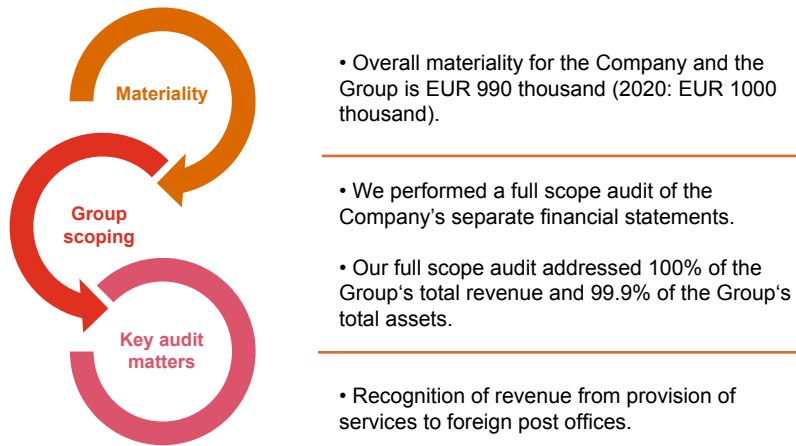 Materiality
• Overall materiality for the Company and the
Group is EUR 990 thousand (2020: EUR 1000
thousand).
Group
scoping
• We performed a full scope audit of the
Company’s separate financial statements.
• Our full scope audit addressed 100% of the
Group‘s total revenue and 99.9% of the Group‘s
total assets.
Key audit
matters
• Recognition of revenue from provision of
services to foreign post offices.